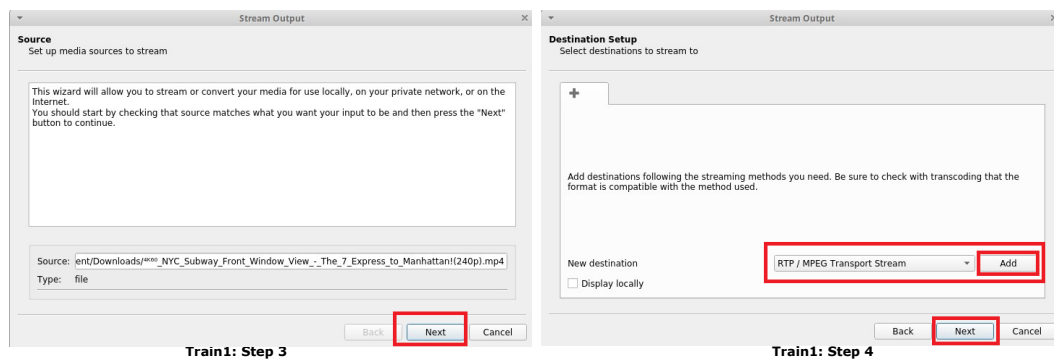 Stream Output
Source
Set up media sources to stream
This wizard will allow you to stream or convert your media for use locally, on your private network, or on the
Internet.
You should start by checking that source matches what you want your input to be and then press the "Next"
button to continue.
Source: ent/Downloads/⁴ᴷ⁶⁰_NYC_Subway_Front_Window_View_-_The_7_Express_to_Manhattan!(240p).mp4
Type: file
Back Next Cancel
Train1: Step 3
Stream Output
Destination Setup
Select destinations to stream to
Add destinations following the streaming methods you need. Be sure to check with transcoding that the
format is compatible with the method used.
New destination RTP / MPEG Transport Stream Add
Display locally
Back Next Cancel
Train1: Step 4